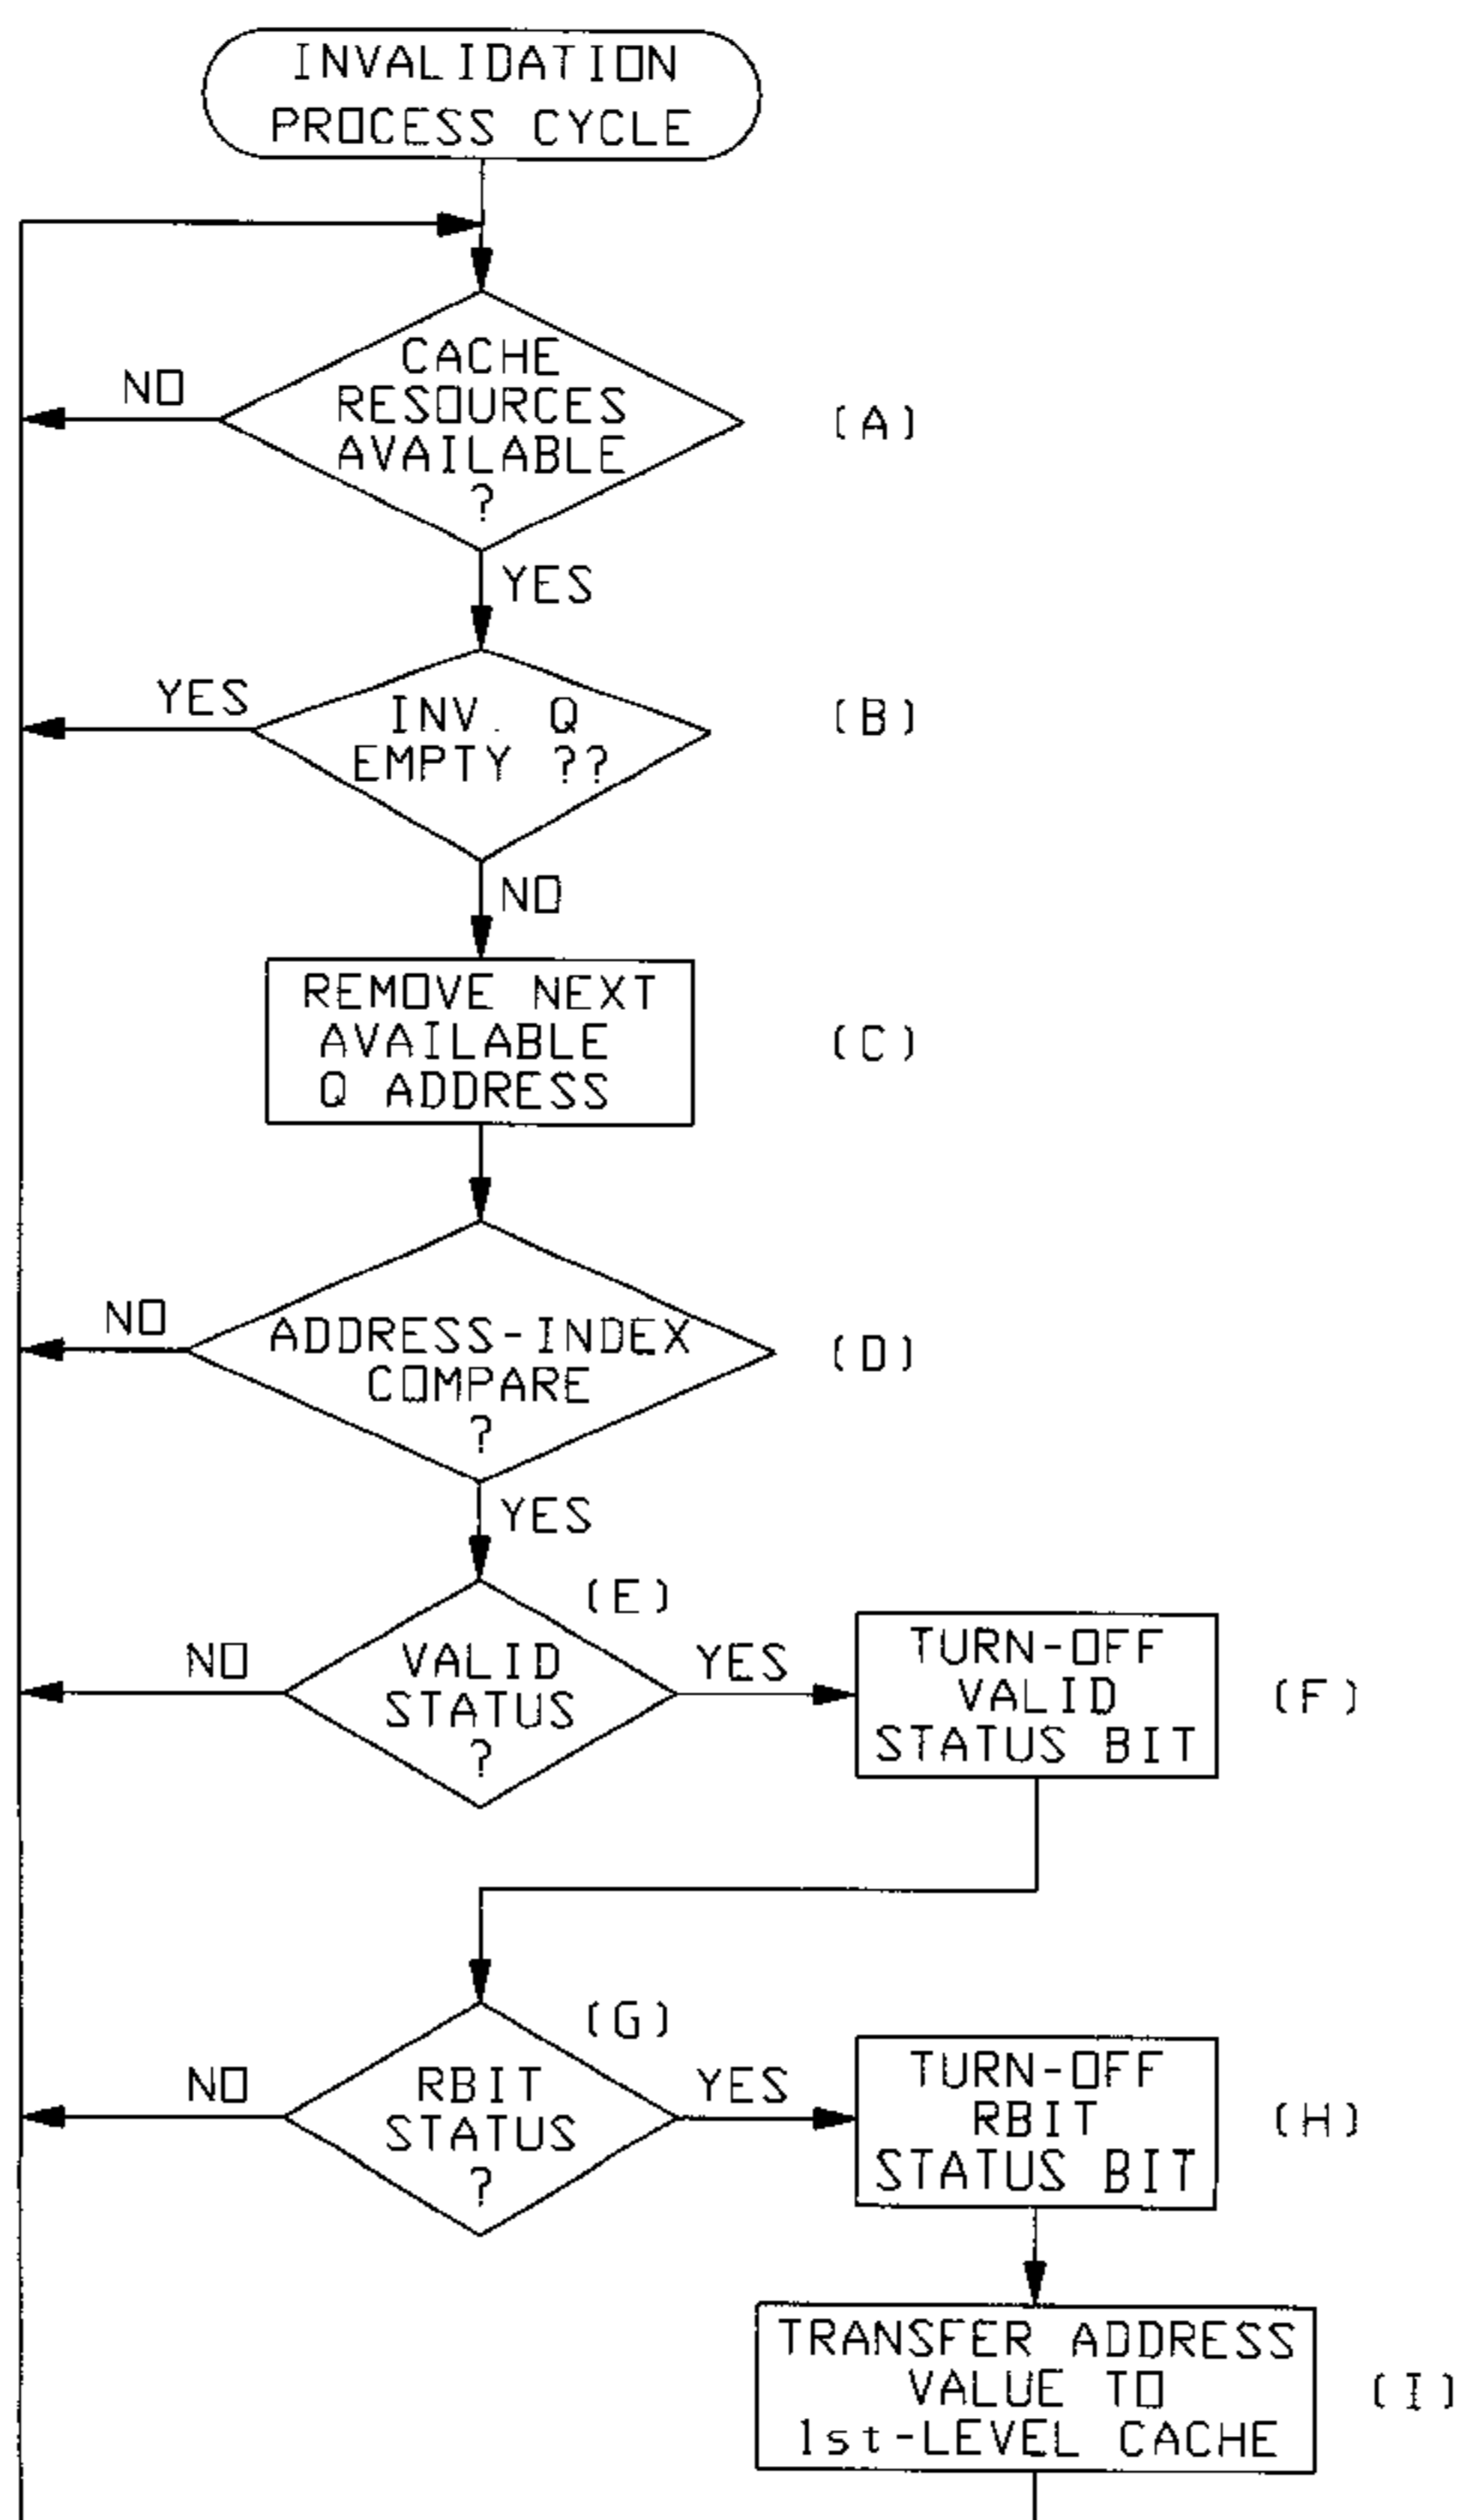 INVALIDATION
PROCESS CYCLE
CACHE
RESOURCES
AVAILABLE
?
NO
(A)
YES
INV. Q
EMPTY ??
YES
(B)
NO
REMOVE NEXT
AVAILABLE
Q ADDRESS
(C)
ADDRESS-INDEX
COMPARE
?
NO
(D)
YES
(E)
VALID
STATUS
?
NO
YES
TURN-OFF
VALID
STATUS BIT
(F)
(G)
RBIT
STATUS
?
NO
YES
TURN-OFF
RBIT
STATUS BIT
(H)
TRANSFER ADDRESS
VALUE TO
1st-LEVEL CACHE
(I)